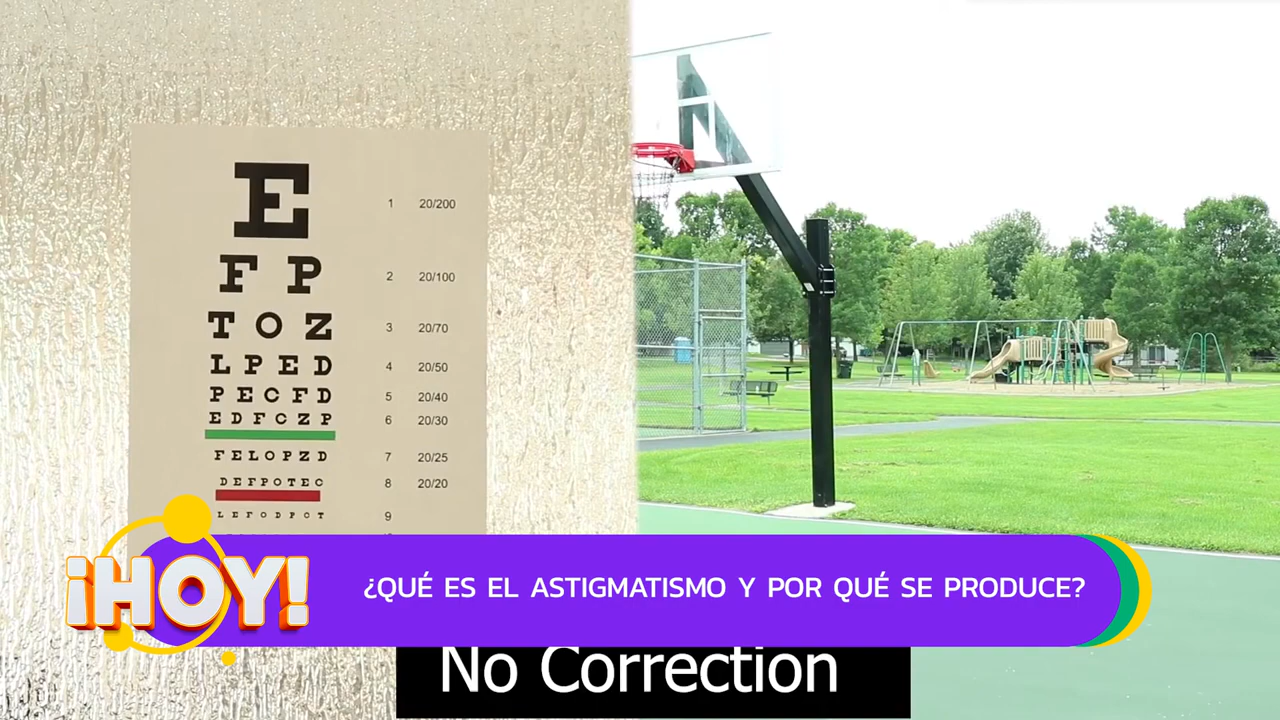 E 1 20/200
F P 2 20/100
T O Z 3 20/70
L P E D 4 20/50
P E C F D 5 20/40
E D F C Z P 6 20/30
F E L O P Z D 7 20/25
D E F P O T E C 8 20/20
L E F O D P C T 9
¡HOY!
¿QUÉ ES EL ASTIGMATISMO Y POR QUÉ SE PRODUCE?
No Correction